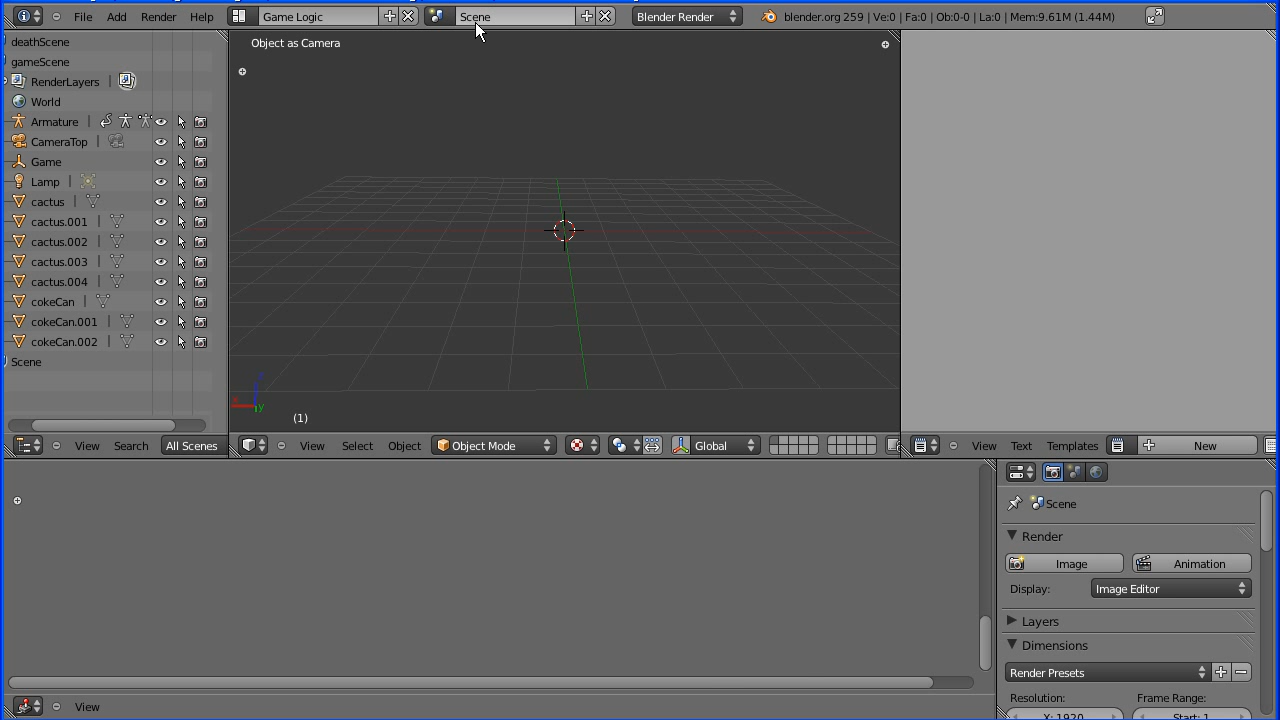 File Add Render Help Game Logic Scene Blender Render blender.org 259 | Ve:0 | Fa:0 | Ob:0-0 | La:0 | Mem:9.61M (1.44M)
deathScene
gameScene
RenderLayers |
World
Armature |
CameraTop |
Game
Lamp |
cactus |
cactus.001 |
cactus.002 |
cactus.003 |
cactus.004 |
cokeCan |
cokeCan.001 |
cokeCan.002 |
Scene
View Search All Scenes
Object as Camera
x
y
(1)
View Select Object Object Mode Global
View Text Templates New
View
Scene
Render
Image Animation
Display: Image Editor
Layers
Dimensions
Render Presets
Resolution: Frame Range:
X: 1920 Start: 1